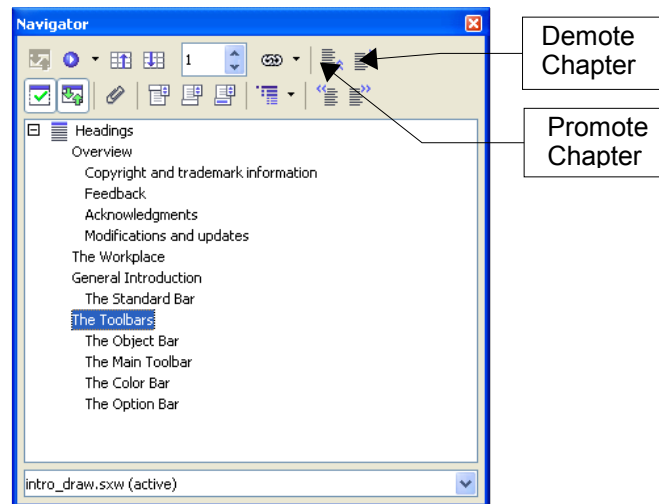 Navigator
1
Demote
Chapter
Promote
Chapter
Headings
Overview
Copyright and trademark information
Feedback
Acknowledgments
Modifications and updates
The Workplace
General Introduction
The Standard Bar
The Toolbars
The Object Bar
The Main Toolbar
The Color Bar
The Option Bar
intro_draw.sxw (active)